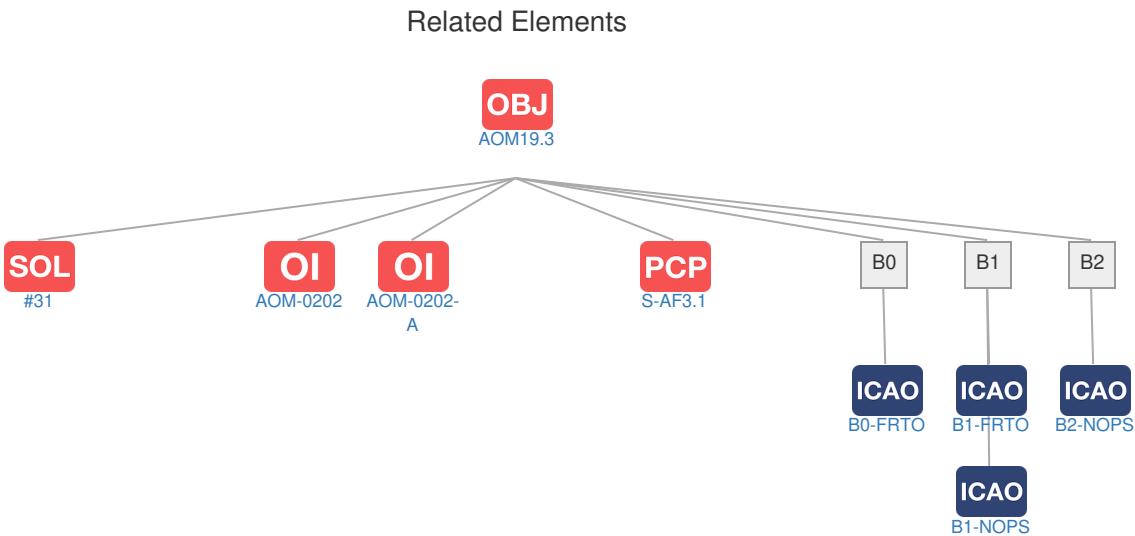 Related Elements
OBJ
AOM19.3
SOL
#31
OI
AOM-0202
OI
AOM-0202-
A
PCP
S-AF3.1
B0
B1
B2
ICAO
B0-FRTO
ICAO
B1-FRTO
ICAO
B2-NOPS
ICAO
B1-NOPS